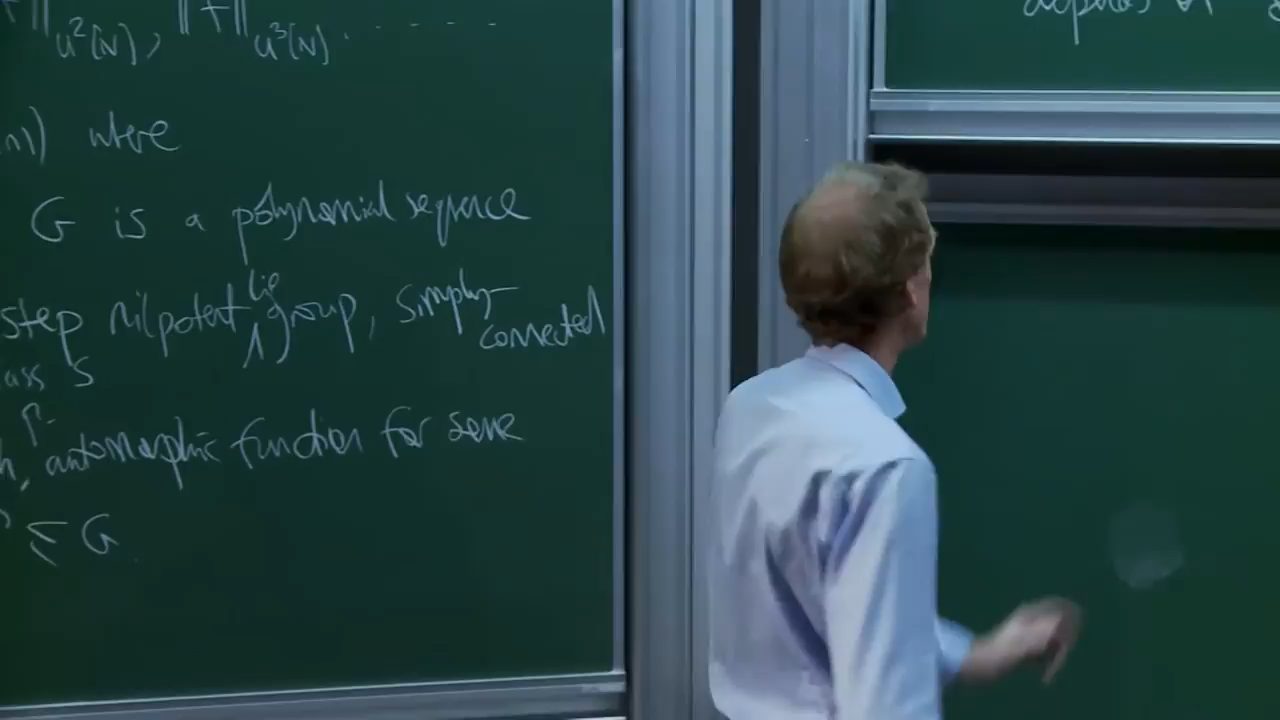 ‖f‖u²(N), ‖f‖u³(N). - - - - -
n) where
G is a polynomial sequence
step nilpotent Lie group, simply-connected
ass s
Γ-automorphic function for some
≤ G